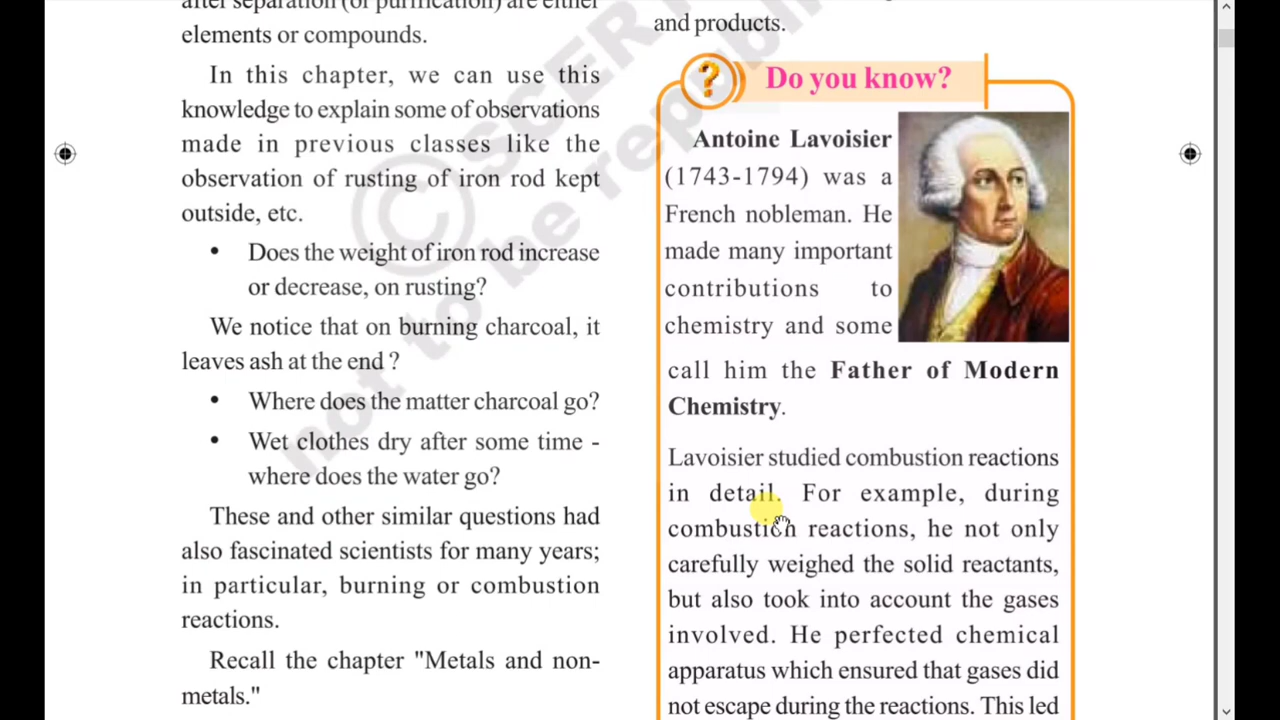 after separation (or purification) are either
elements or compounds.
In this chapter, we can use this
knowledge to explain some of observations
made in previous classes like the
observation of rusting of iron rod kept
outside, etc.
• Does the weight of iron rod increase
or decrease, on rusting?
We notice that on burning charcoal, it
leaves ash at the end ?
• Where does the matter charcoal go?
• Wet clothes dry after some time -
where does the water go?
These and other similar questions had
also fascinated scientists for many years;
in particular, burning or combustion
reactions.
Recall the chapter "Metals and non-
metals."
and products.
? Do you know?
Antoine Lavoisier
(1743-1794) was a
French nobleman. He
made many important
contributions to
chemistry and some
call him the Father of Modern
Chemistry.
Lavoisier studied combustion reactions
in detail. For example, during
combustion reactions, he not only
carefully weighed the solid reactants,
but also took into account the gases
involved. He perfected chemical
apparatus which ensured that gases did
not escape during the reactions. This led
© SCERT
not to be